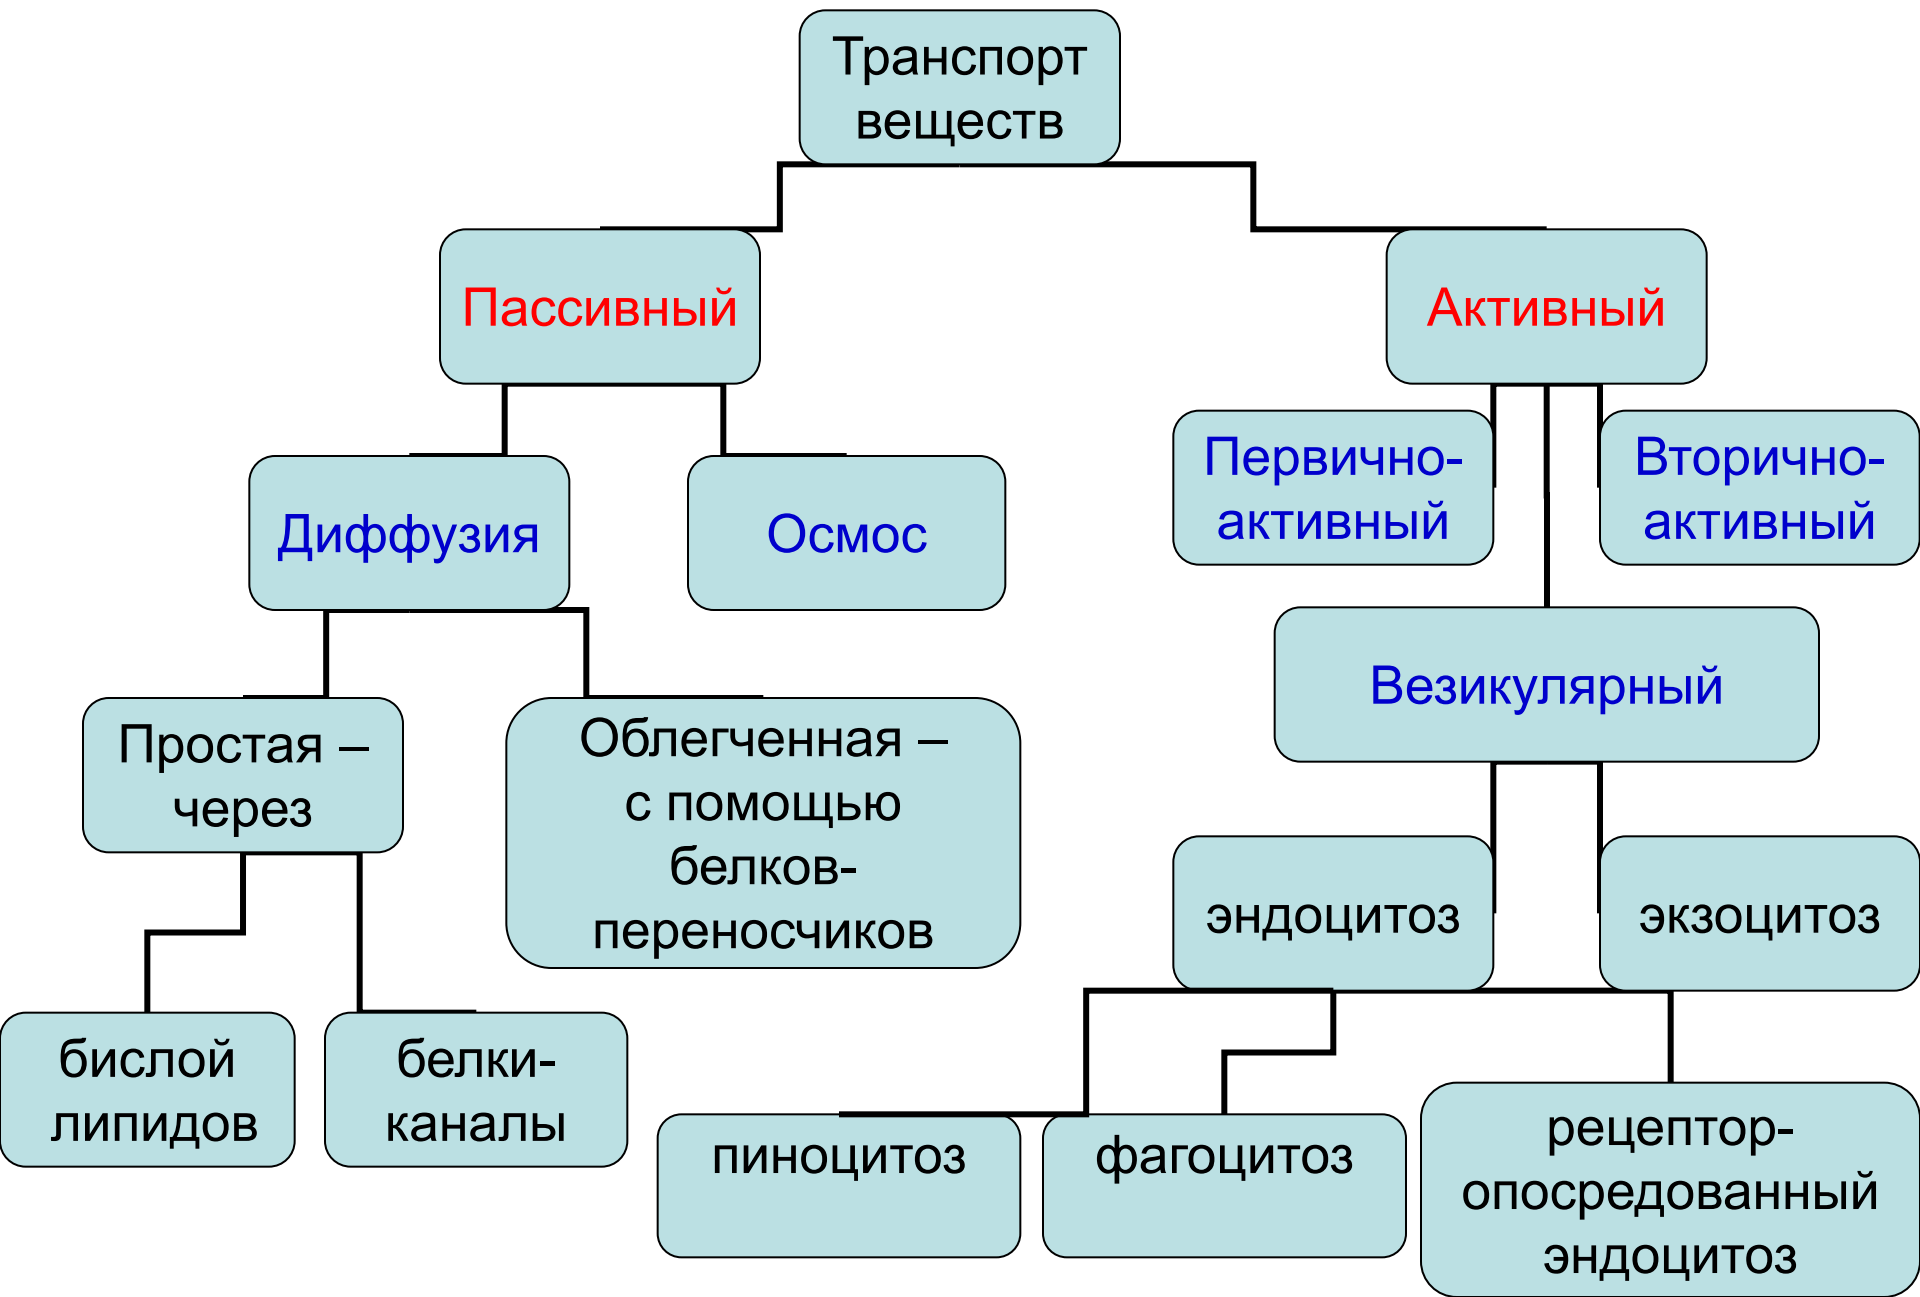 Транспорт
веществ
Пассивный
Активный
Диффузия
Осмос
Первично-
активный
Вторично-
активный
Везикулярный
Простая –
через
Облегченная –
с помощью
белков-
переносчиков
эндоцитоз
экзоцитоз
бислой
липидов
белки-
каналы
пиноцитоз
фагоцитоз
рецептор-
опосредованный
эндоцитоз